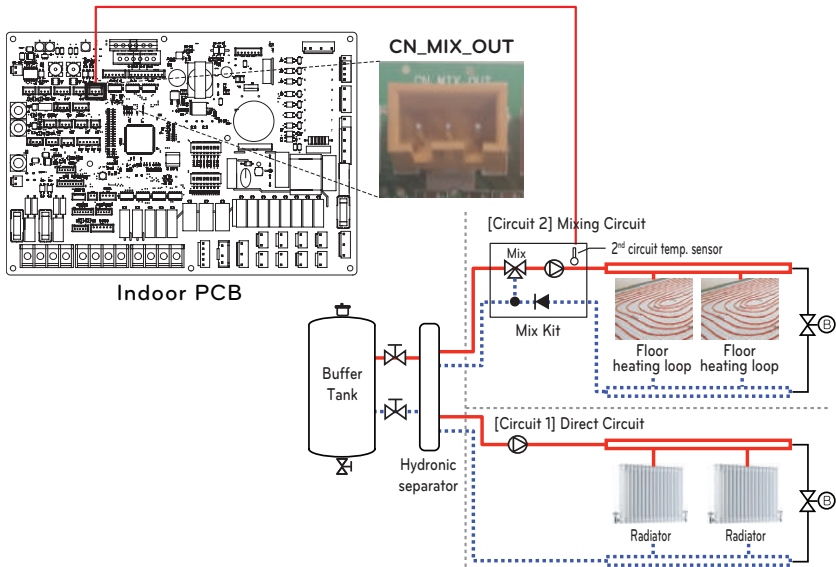 CN_MIX_OUT
CN_MIX_OUT
Indoor PCB
[Circuit 2] Mixing Circuit
2nd circuit temp. sensor
Mix
Mix Kit
Floor
heating loop
Floor
heating loop
B
Buffer
Tank
Hydronic
separator
[Circuit 1] Direct Circuit
Radiator
Radiator
B